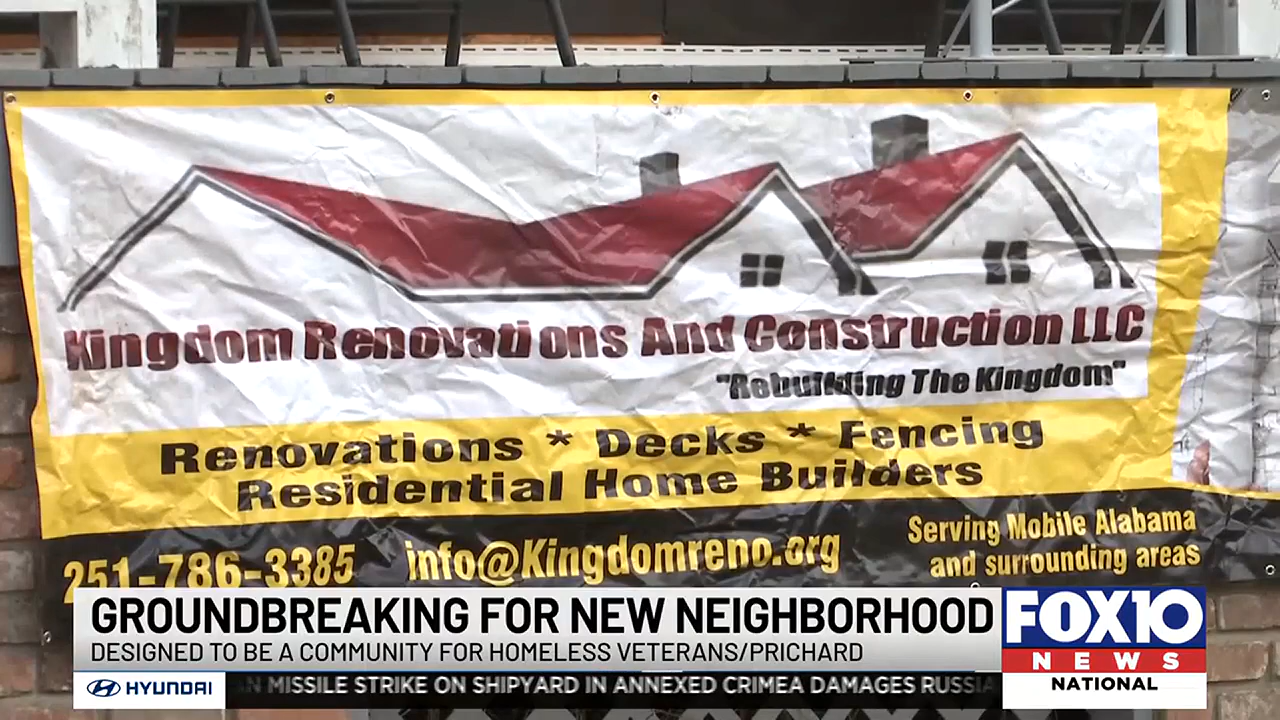 Kingdom Renovations And Construction LLC
"Rebuilding The Kingdom"
Renovations * Decks * Fencing
Residential Home Builders
251-786-3385 info@Kingdomreno.org
Serving Mobile Alabama
and surrounding areas
GROUNDBREAKING FOR NEW NEIGHBORHOOD
DESIGNED TO BE A COMMUNITY FOR HOMELESS VETERANS/PRICHARD
FOX10
NEWS
NATIONAL
HYUNDAI
MISSILE STRIKE ON SHIPYARD IN ANNEXED CRIMEA DAMAGES